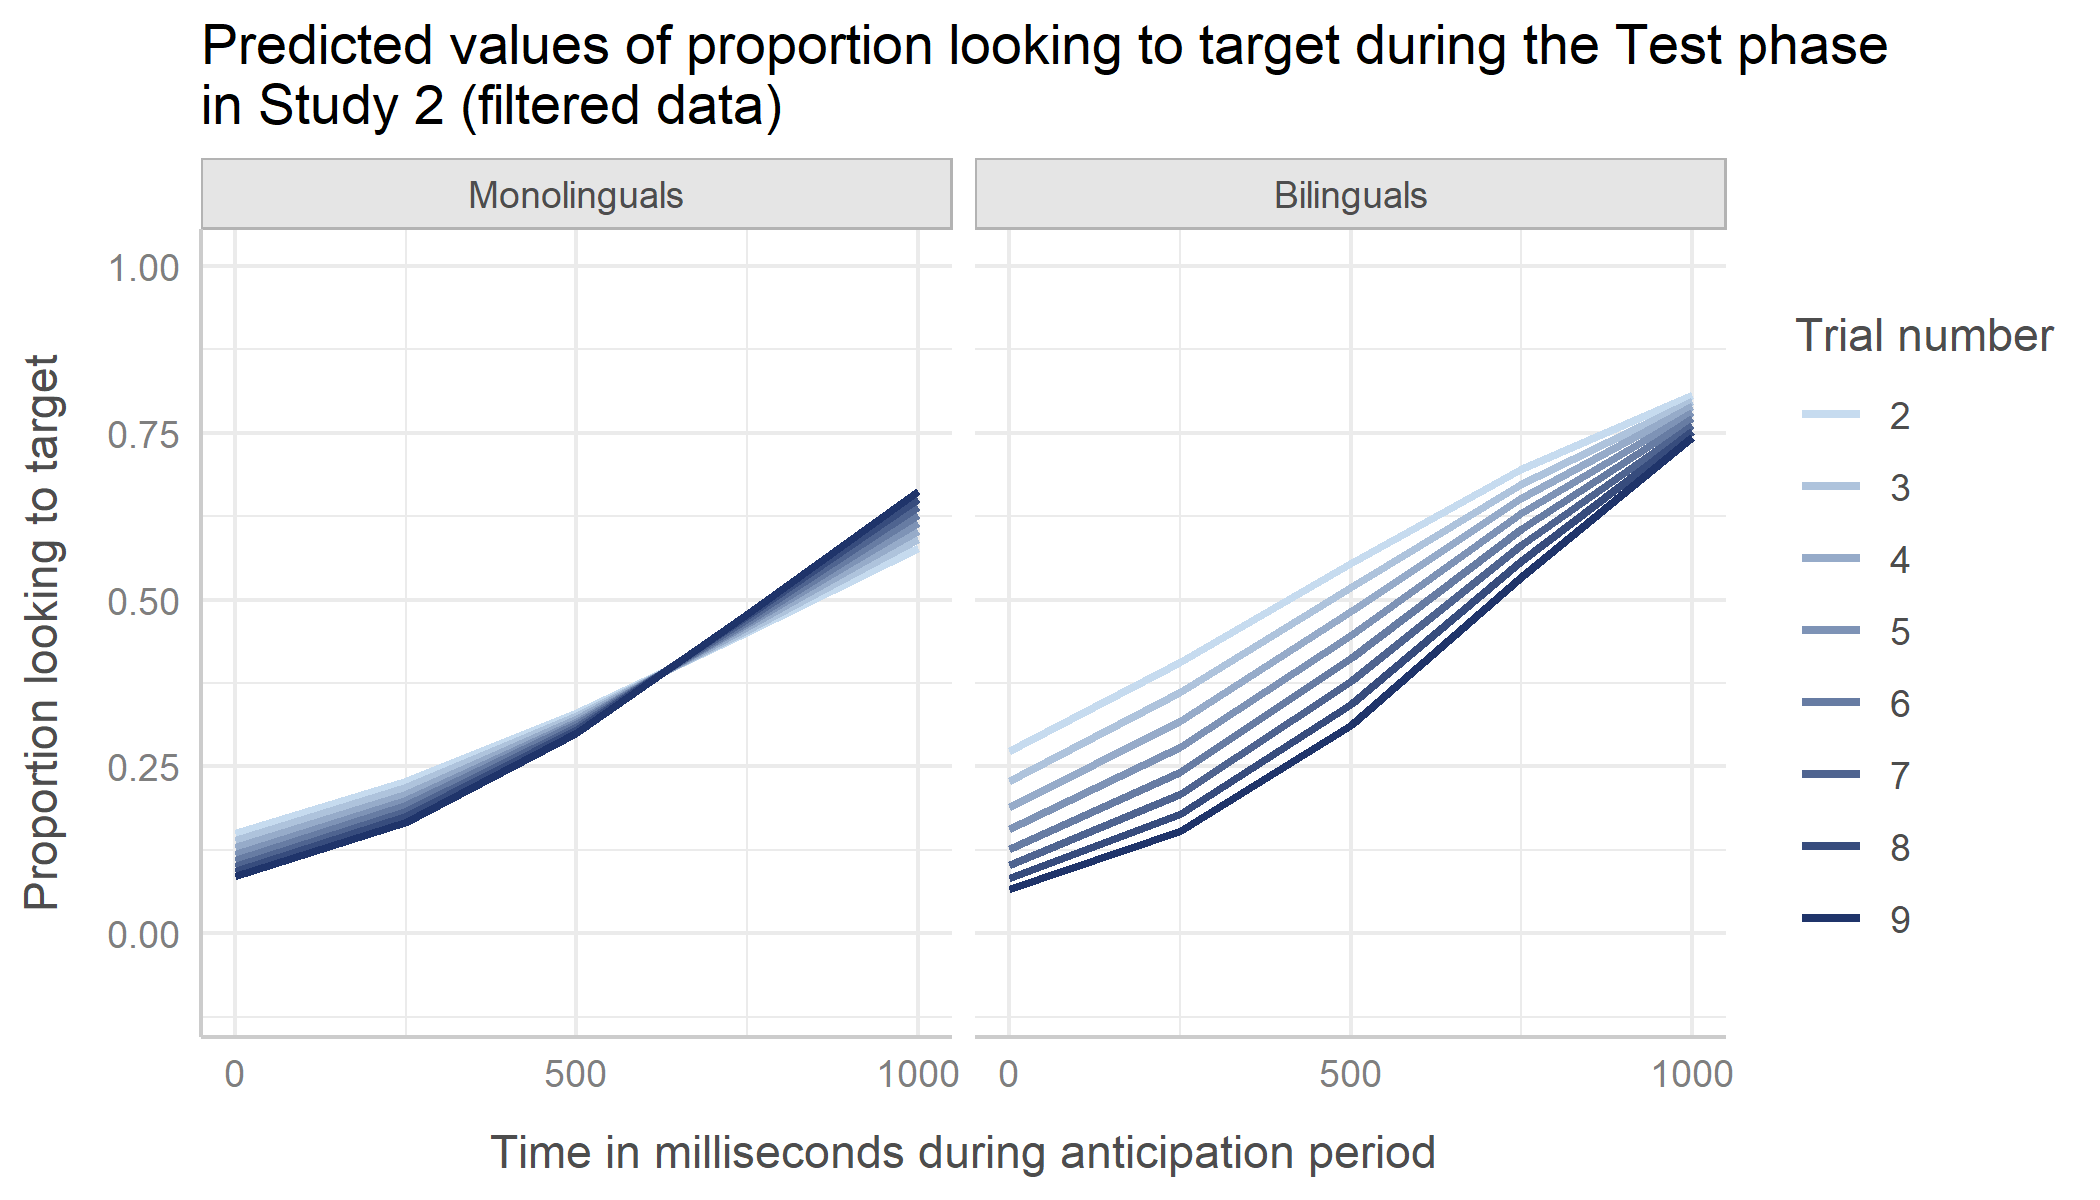 Predicted values of proportion looking to target during the Test phase
in Study 2 (filtered data)
Monolinguals
Bilinguals
Proportion looking to target
1.00
0.75
0.50
0.25
0.00
0
500
1000
0
500
1000
Time in milliseconds during anticipation period
Trial number
2
3
4
5
6
7
8
9